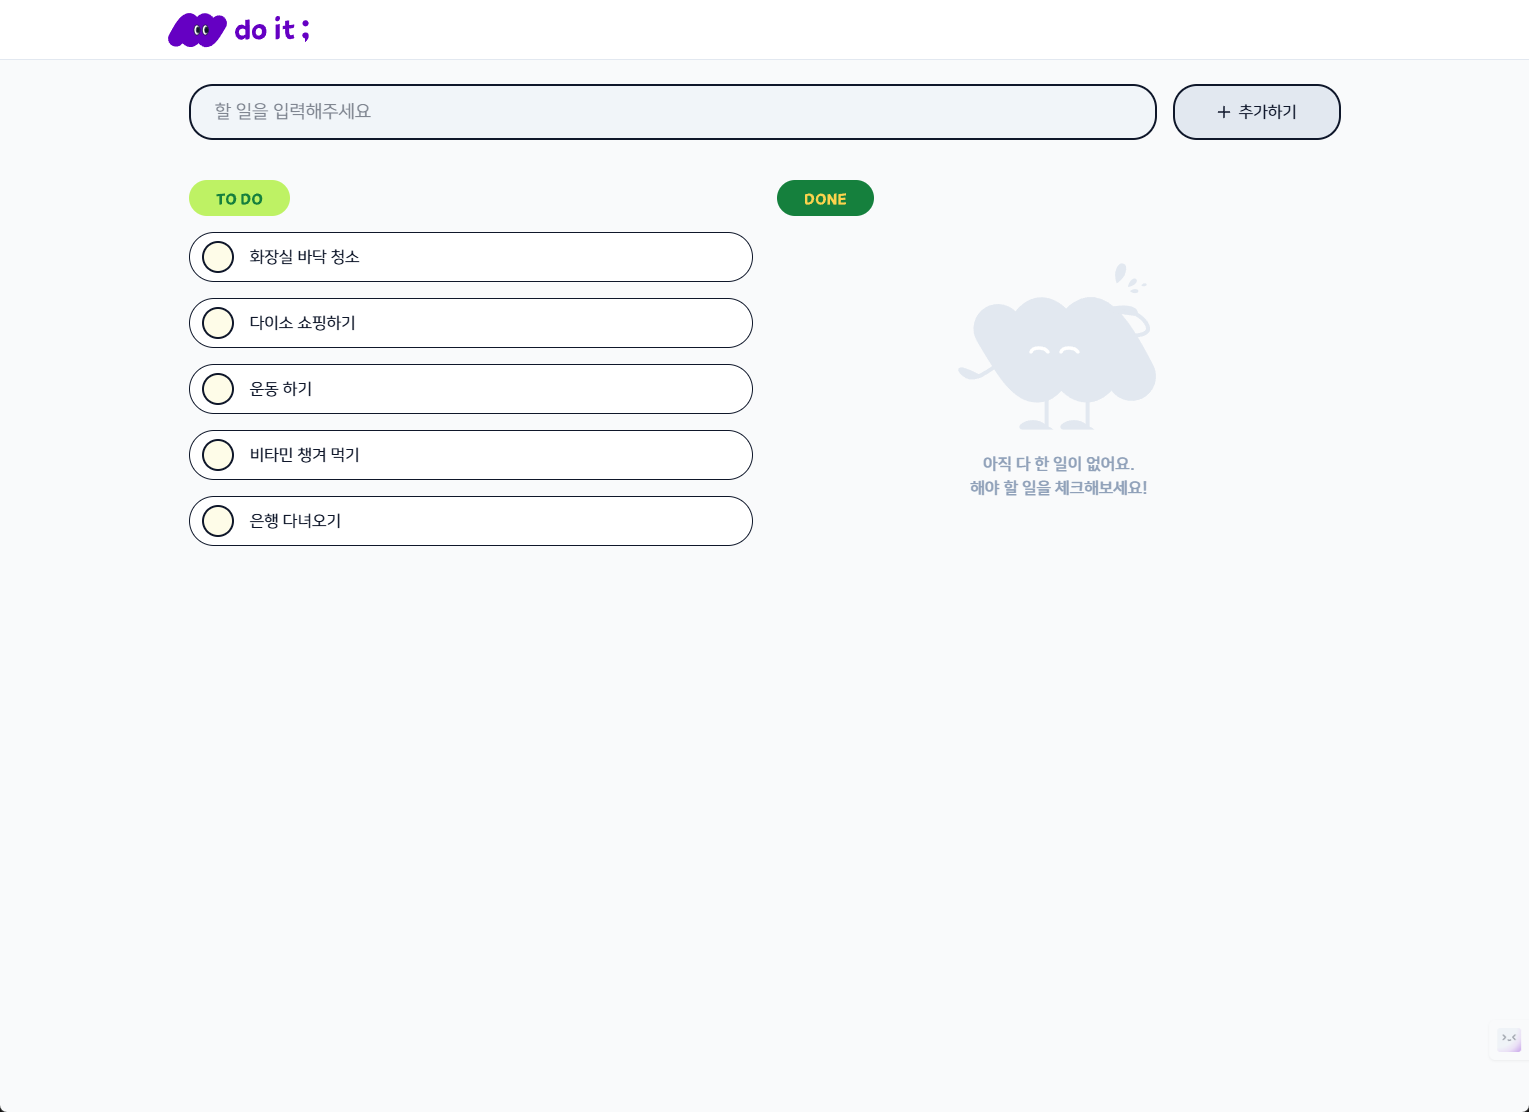 do it ;
할 일을 입력해주세요
+ 추가하기
TO DO
화장실 바닥 청소
다이소 쇼핑하기
운동 하기
비타민 챙겨 먹기
은행 다녀오기
DONE
아직 다 한 일이 없어요.
해야 할 일을 체크해보세요!